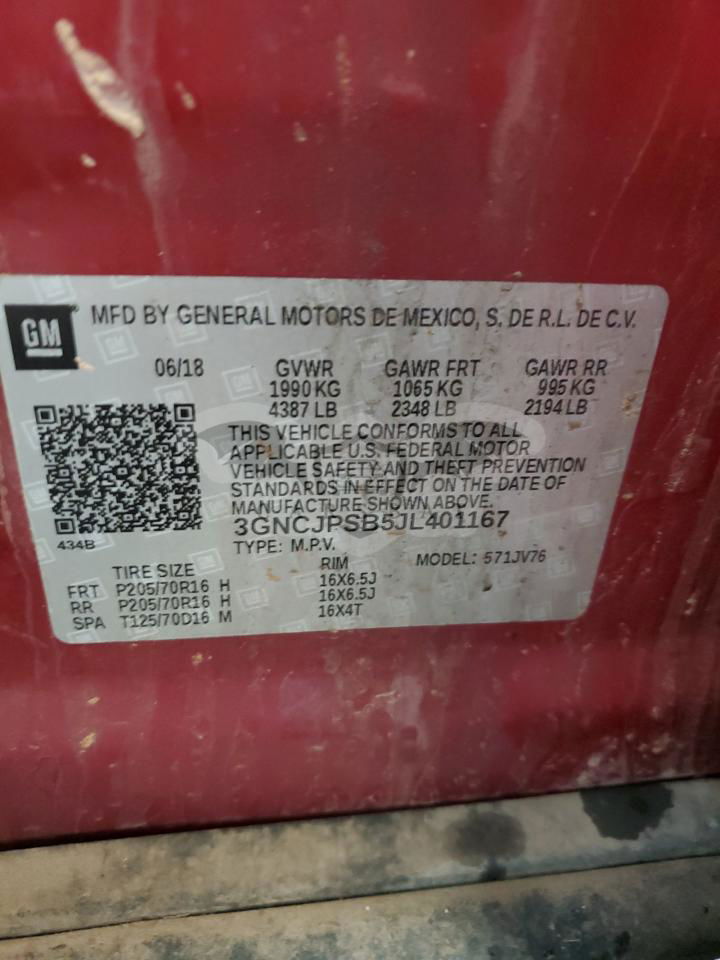 GM
MFD BY GENERAL MOTORS DE MEXICO, S. DE R.L. DE C.V.
06/18 GVWR GAWR FRT GAWR RR
1990 KG 1065 KG 995 KG
4387 LB 2348 LB 2194 LB
THIS VEHICLE CONFORMS TO ALL
APPLICABLE U.S. FEDERAL MOTOR
VEHICLE SAFETY AND THEFT PREVENTION
STANDARDS IN EFFECT ON THE DATE OF
MANUFACTURE SHOWN ABOVE.
3GNCJPSB5JL401167
434B
TYPE: M.P.V. MODEL: 571JV76
TIRE SIZE RIM
FRT P205/70R16 H 16X6.5J
RR P205/70R16 H 16X6.5J
SPA T125/70D16 M 16X4T